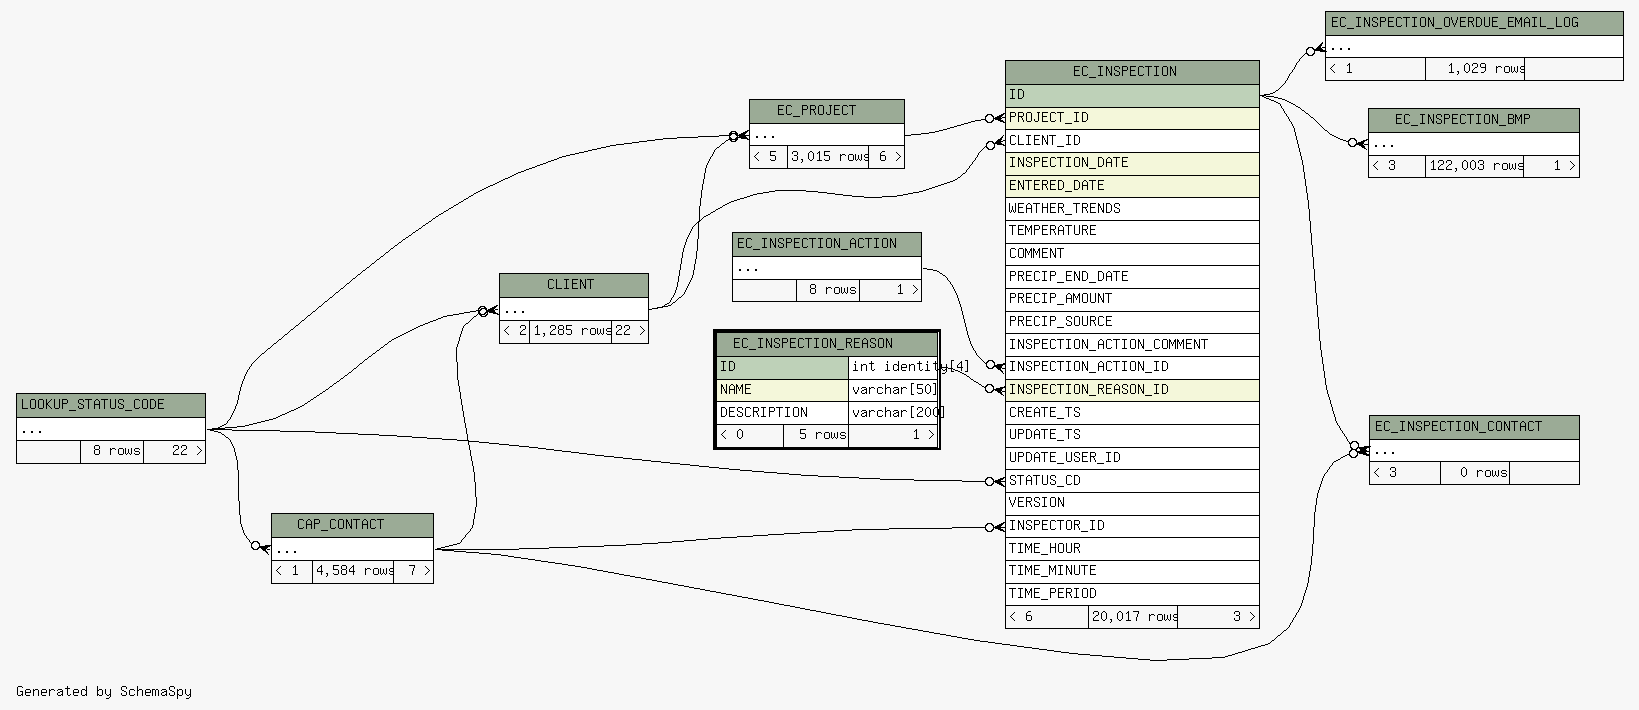 EC_INSPECTION_OVERDUE_EMAIL_LOG
...
< 1 1,029 rows
EC_INSPECTION
ID
PROJECT_ID
CLIENT_ID
INSPECTION_DATE
ENTERED_DATE
WEATHER_TRENDS
TEMPERATURE
COMMENT
PRECIP_END_DATE
PRECIP_AMOUNT
PRECIP_SOURCE
INSPECTION_ACTION_COMMENT
INSPECTION_ACTION_ID
INSPECTION_REASON_ID
CREATE_TS
UPDATE_TS
UPDATE_USER_ID
STATUS_CD
VERSION
INSPECTOR_ID
TIME_HOUR
TIME_MINUTE
TIME_PERIOD
< 6 20,017 rows 3 >
EC_PROJECT
...
< 5 3,015 rows 6 >
EC_INSPECTION_BMP
...
< 3 122,003 rows 1 >
EC_INSPECTION_ACTION
...
8 rows 1 >
CLIENT
...
< 2 1,285 rows 22 >
EC_INSPECTION_REASON
ID int identity[4]
NAME varchar[50]
DESCRIPTION varchar[200]
< 0 5 rows 1 >
LOOKUP_STATUS_CODE
...
8 rows 22 >
EC_INSPECTION_CONTACT
...
< 3 0 rows
CAP_CONTACT
...
< 1 4,584 rows 7 >
Generated by SchemaSpy